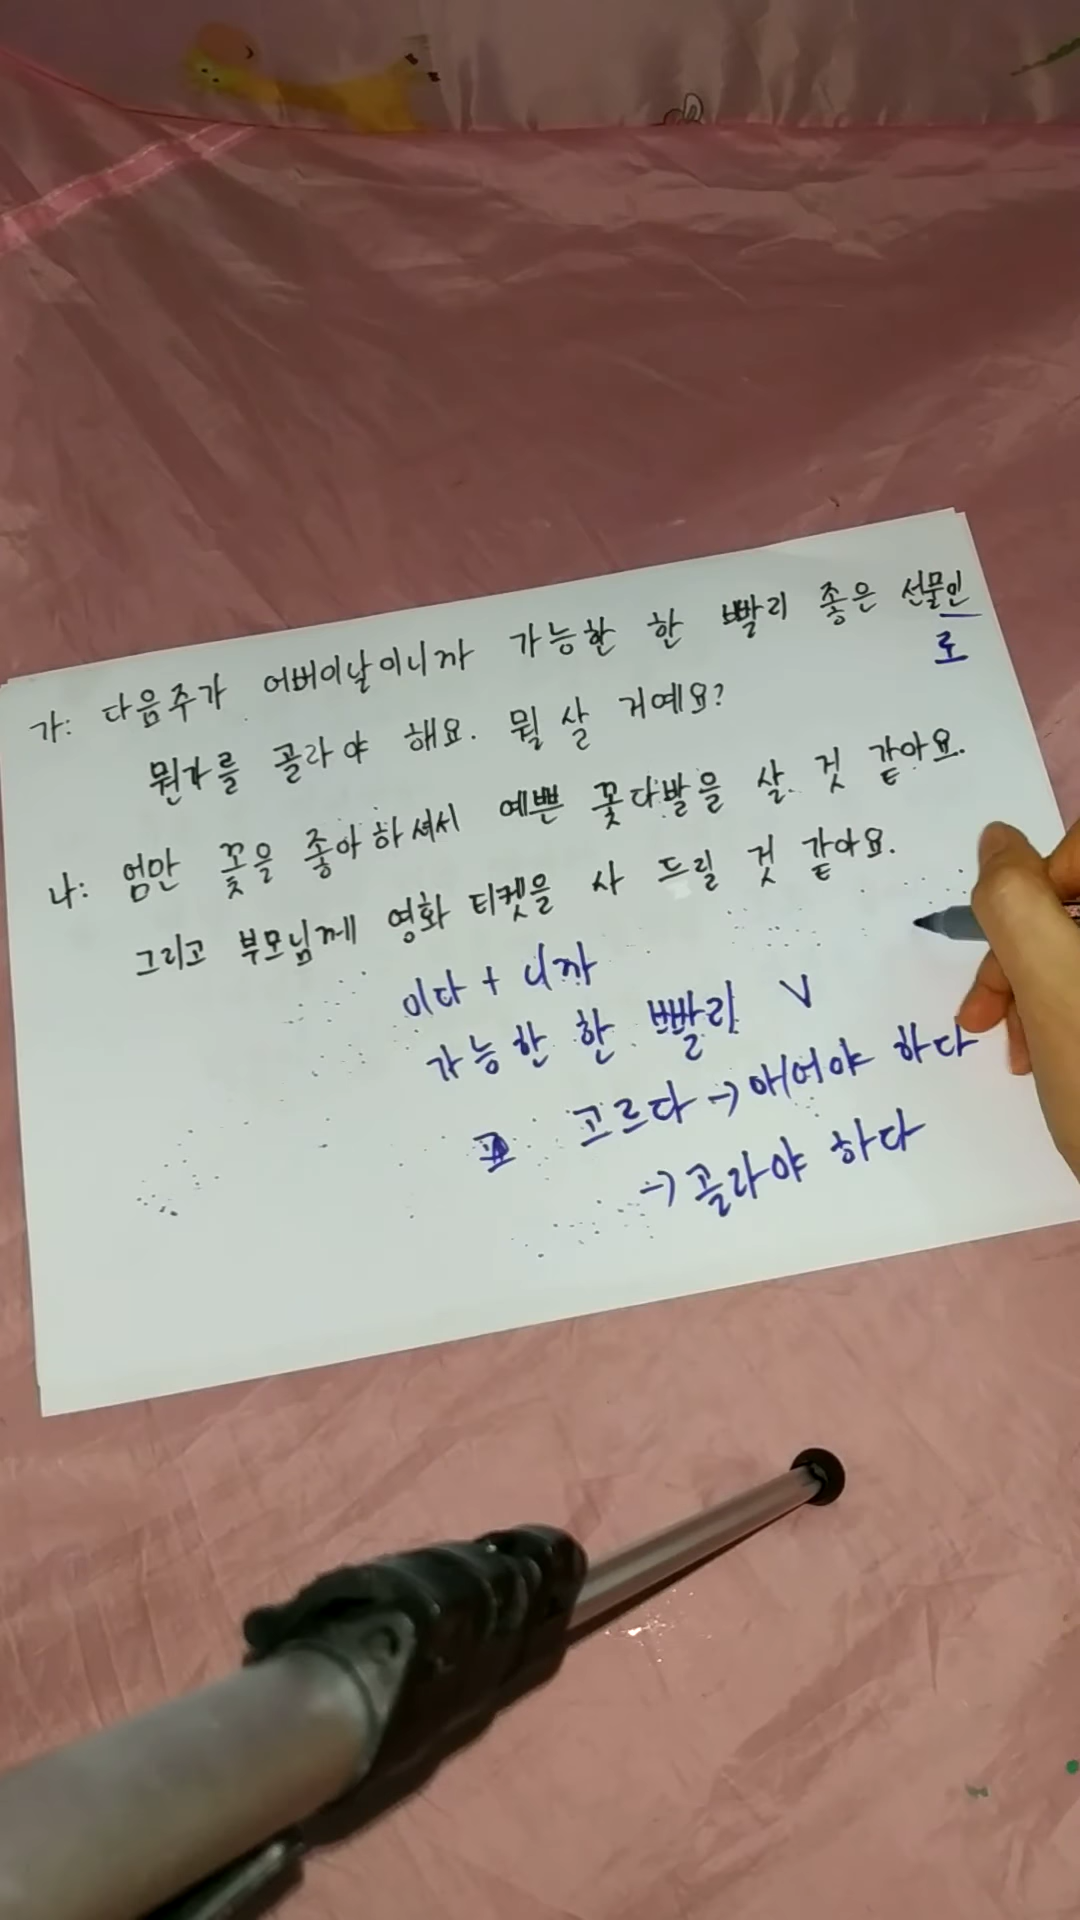 가: 다음주가 어버이날이니까 가능한 한 빨리 좋은 선물인
로
뭔가를 골라야 해요. 뭘 살 거예요?
나: 엄만 꽃을 좋아하셔서 예쁜 꽃다발을 살 것 같아요.
그리고 부모님께 영화 티켓을 사 드릴 것 같아요.
이다 + 니까
가능한 한 빨리 V
고르다 → 아/어야 하다
→ 골라야 하다